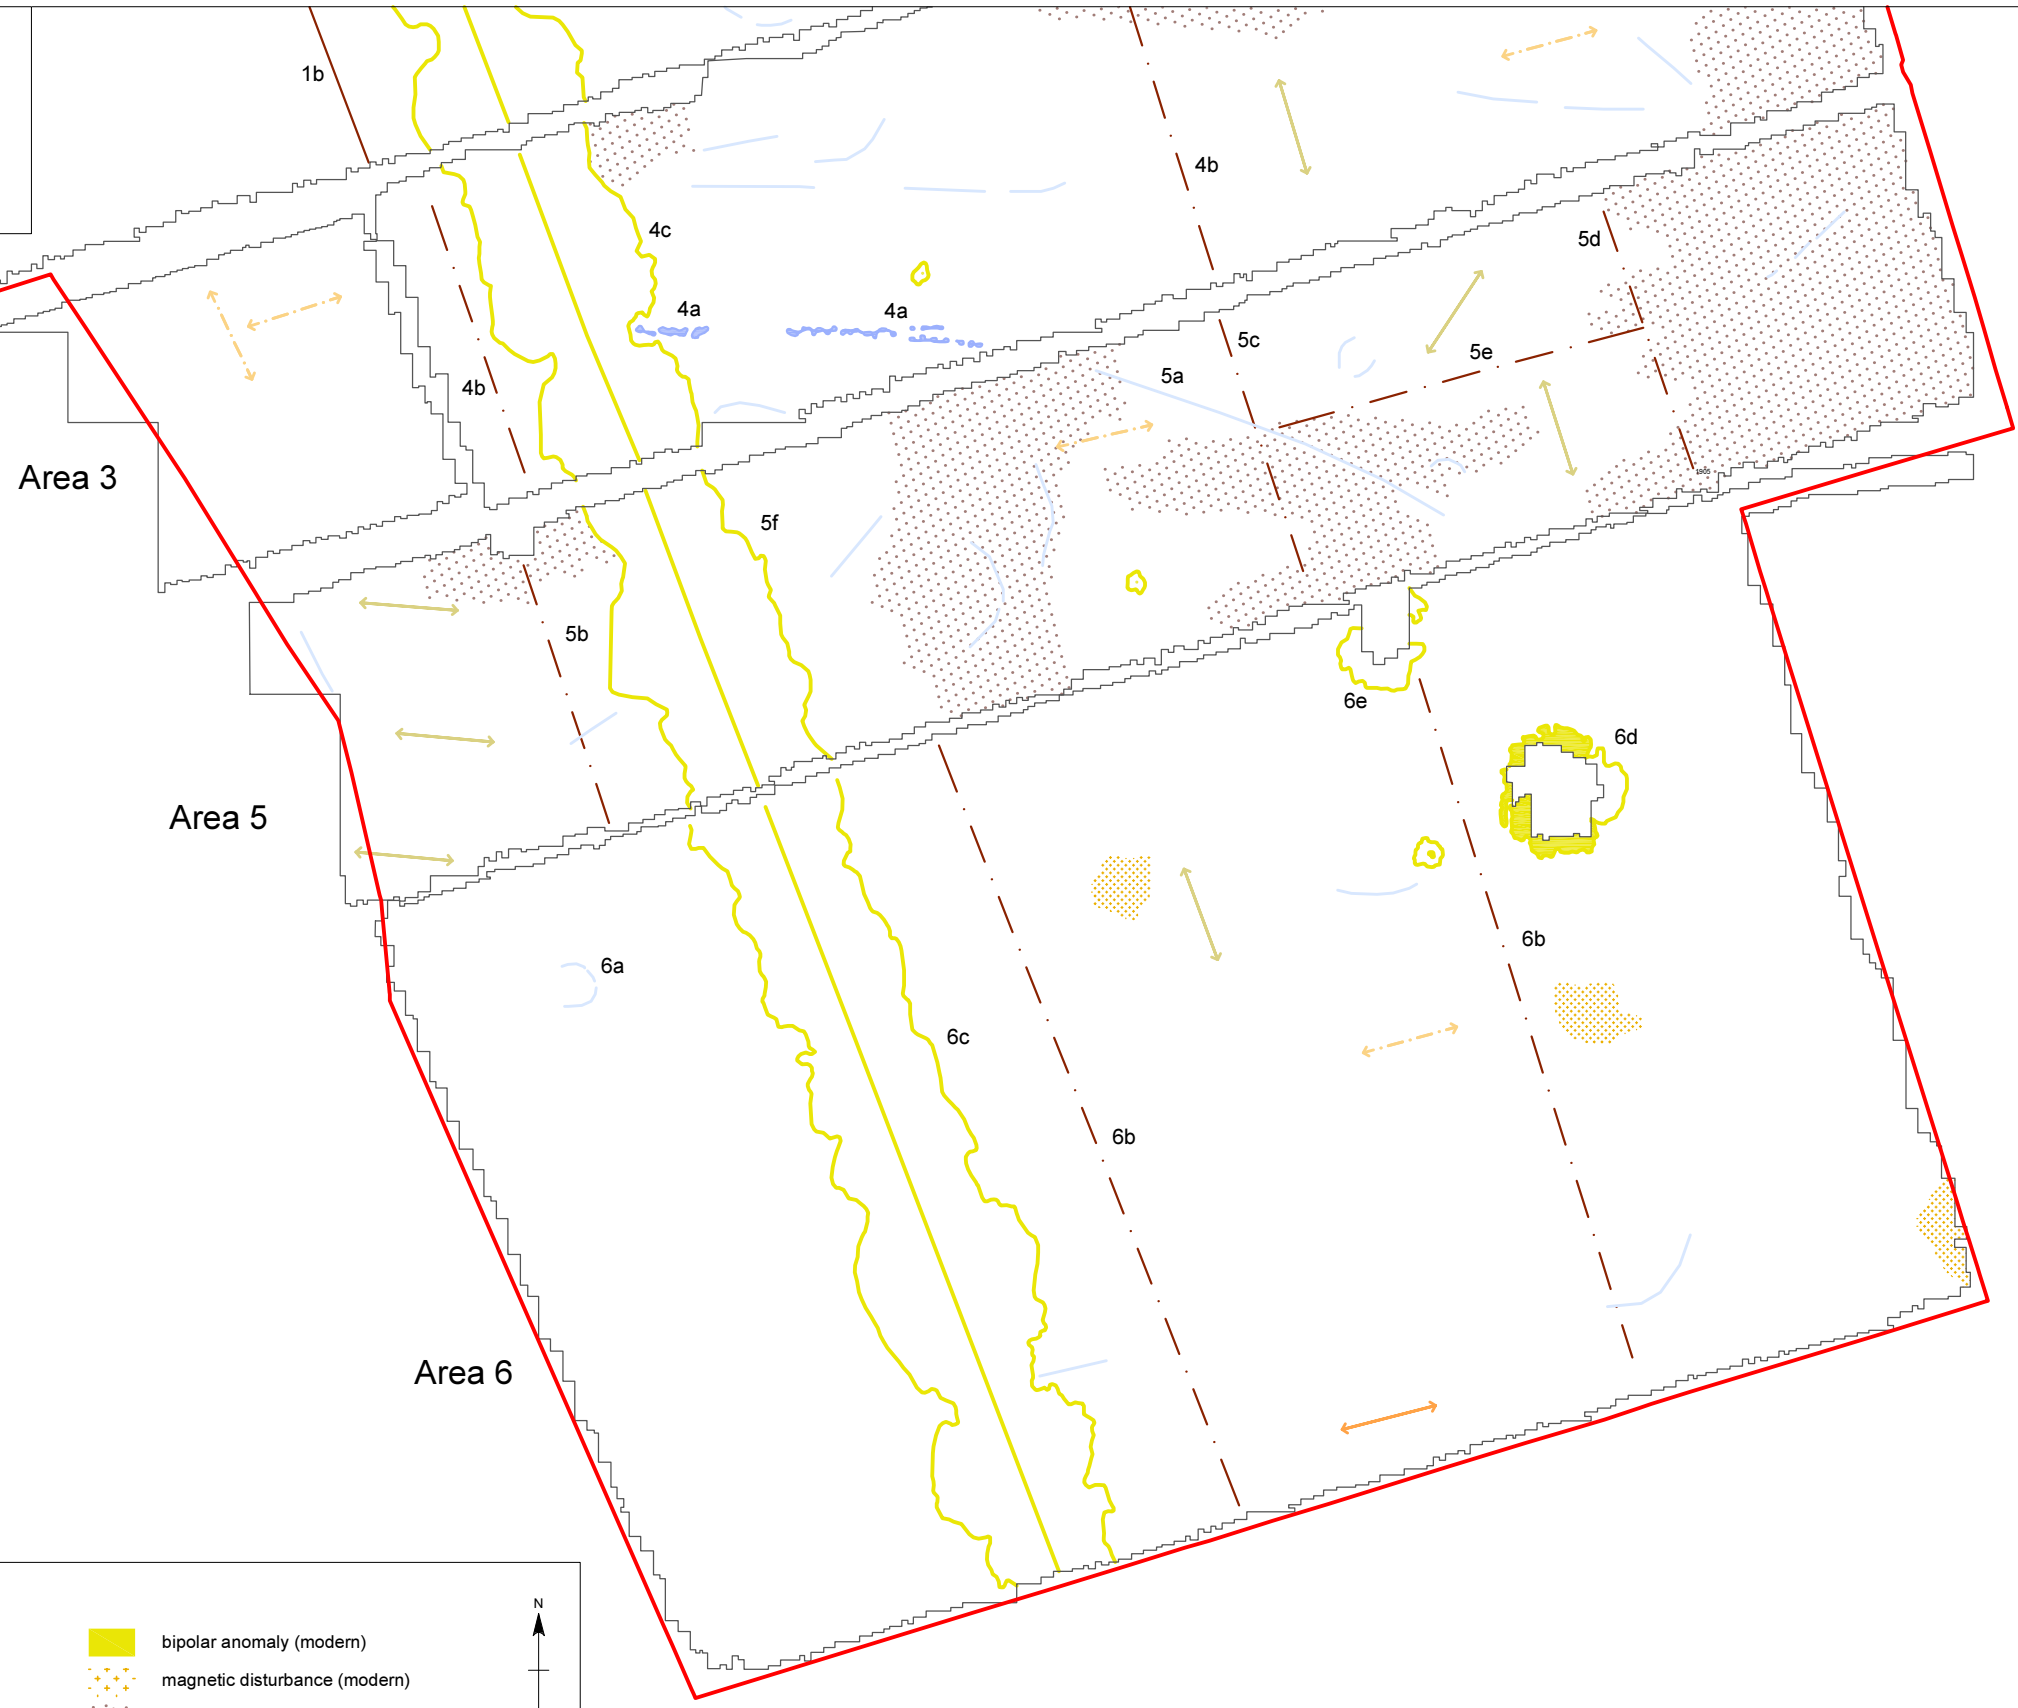 1b
4b
4c
5d
4a
4a
5c
5e
5a
4b
1905
Area 3
5f
5b
6e
6d
Area 5
6b
6a
6c
6b
Area 6
N
bipolar anomaly (modern)
magnetic disturbance (modern)